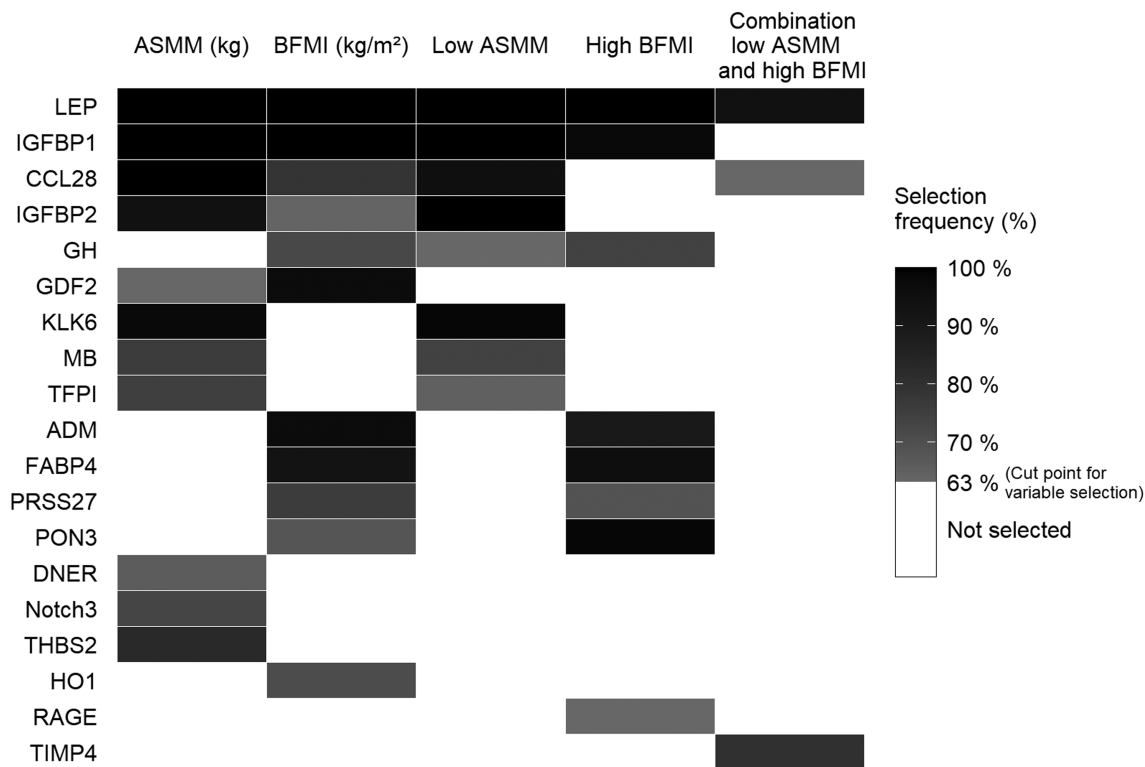 Combination
ASMM (kg) BFMI (kg/m²) Low ASMM High BFMI low ASMM
and high BFMI
LEP
IGFBP1
CCL28
IGFBP2
GH
GDF2
KLK6
MB
TFPI
ADM
FABP4
PRSS27
PON3
DNER
Notch3
THBS2
HO1
RAGE
TIMP4
Selection
frequency (%)
100 %
90 %
80 %
70 %
63 % (Cut point for
variable selection)
Not selected